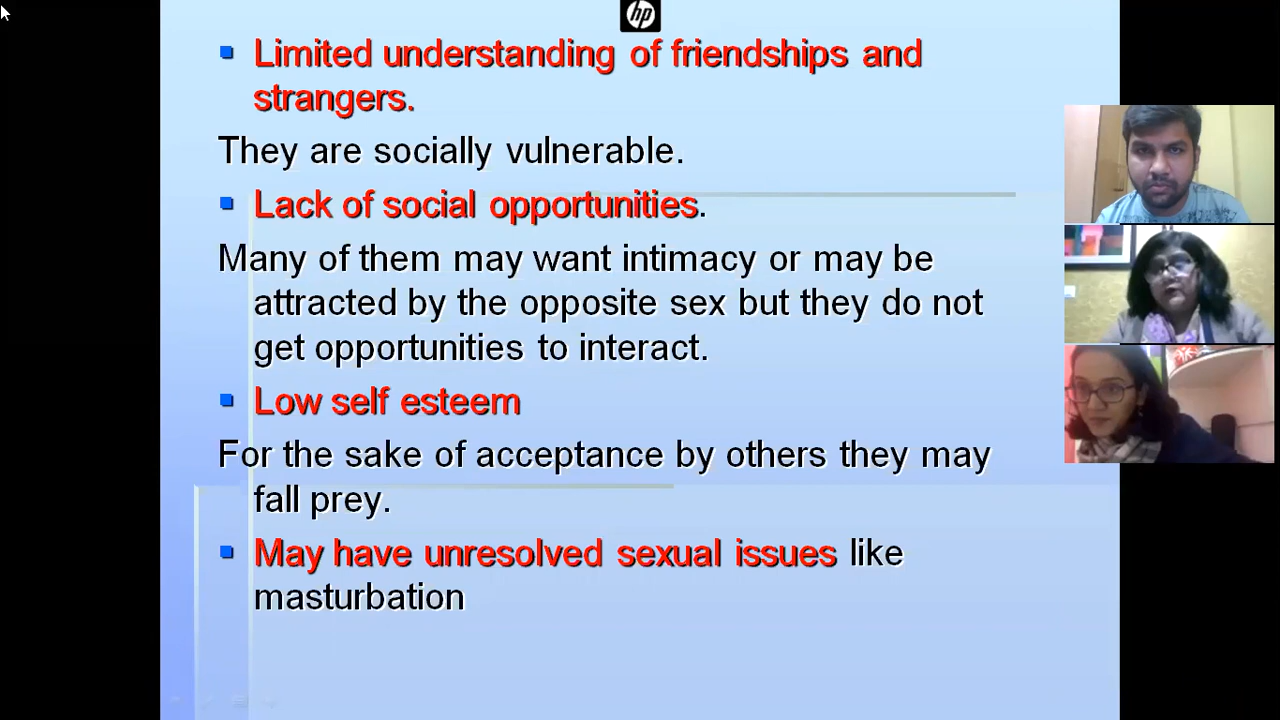 hp
Limited understanding of friendships and
strangers.
They are socially vulnerable.
Lack of social opportunities.
Many of them may want intimacy or may be
attracted by the opposite sex but they do not
get opportunities to interact.
Low self esteem
For the sake of acceptance by others they may
fall prey.
May have unresolved sexual issues like
masturbation